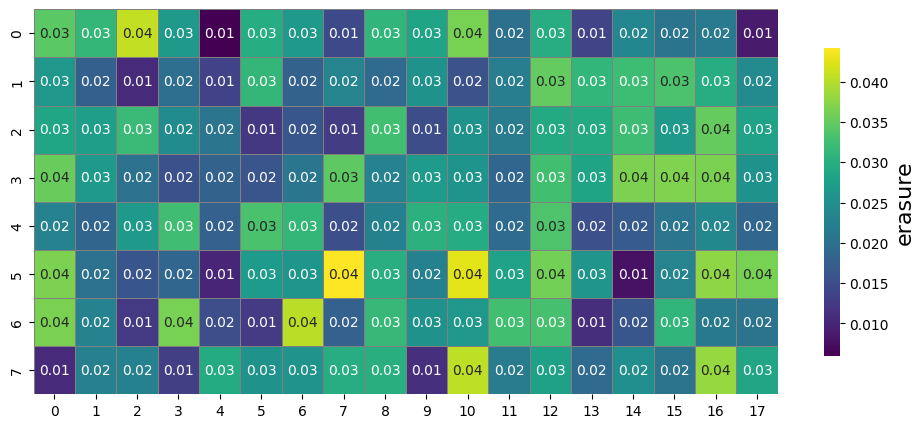 0 0.03 0.03 0.04 0.03 0.01 0.03 0.03 0.01 0.03 0.03 0.04 0.02 0.03 0.01 0.02 0.02 0.02 0.01
1 0.03 0.02 0.01 0.02 0.01 0.03 0.02 0.02 0.02 0.03 0.02 0.02 0.03 0.03 0.03 0.03 0.03 0.02
2 0.03 0.03 0.03 0.02 0.02 0.01 0.02 0.01 0.03 0.01 0.03 0.02 0.03 0.03 0.03 0.03 0.04 0.03
3 0.04 0.03 0.02 0.02 0.02 0.02 0.02 0.03 0.02 0.03 0.03 0.02 0.03 0.03 0.04 0.04 0.04 0.03
4 0.02 0.02 0.03 0.03 0.02 0.03 0.03 0.02 0.02 0.03 0.03 0.02 0.03 0.02 0.02 0.02 0.02 0.02
5 0.04 0.02 0.02 0.02 0.01 0.03 0.03 0.04 0.03 0.02 0.04 0.03 0.04 0.03 0.01 0.02 0.04 0.04
6 0.04 0.02 0.01 0.04 0.02 0.01 0.04 0.02 0.03 0.03 0.03 0.03 0.03 0.01 0.02 0.03 0.02 0.02
7 0.01 0.02 0.02 0.01 0.03 0.03 0.03 0.03 0.03 0.01 0.04 0.02 0.03 0.02 0.02 0.02 0.04 0.03
0 1 2 3 4 5 6 7 8 9 10 11 12 13 14 15 16 17
0.040
0.035
0.030
0.025
0.020
0.015
0.010
erasure